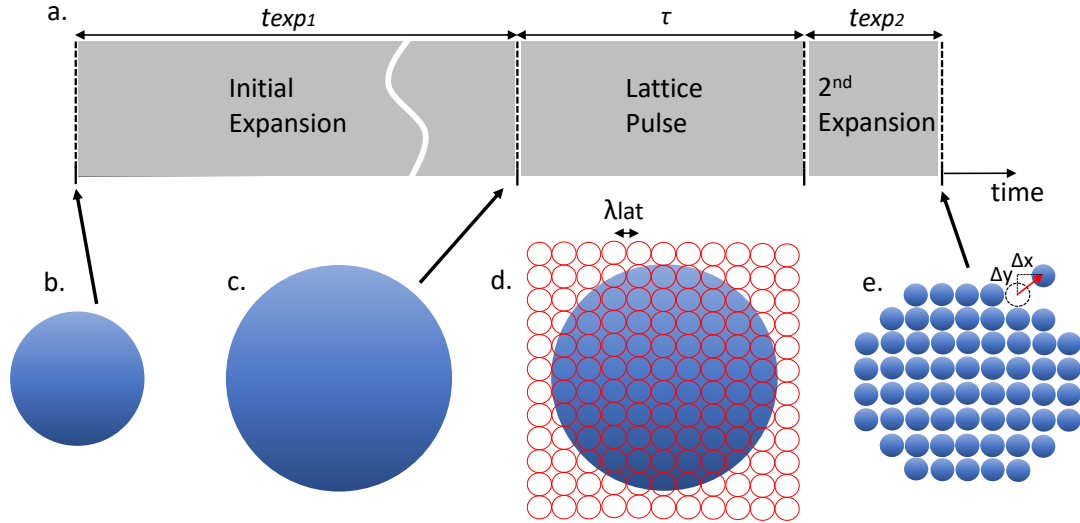 a.
texp1
τ
texp2
Initial
Expansion
Lattice
Pulse
2nd
Expansion
time
λlat
b.
c.
d.
e.
Δy
Δx